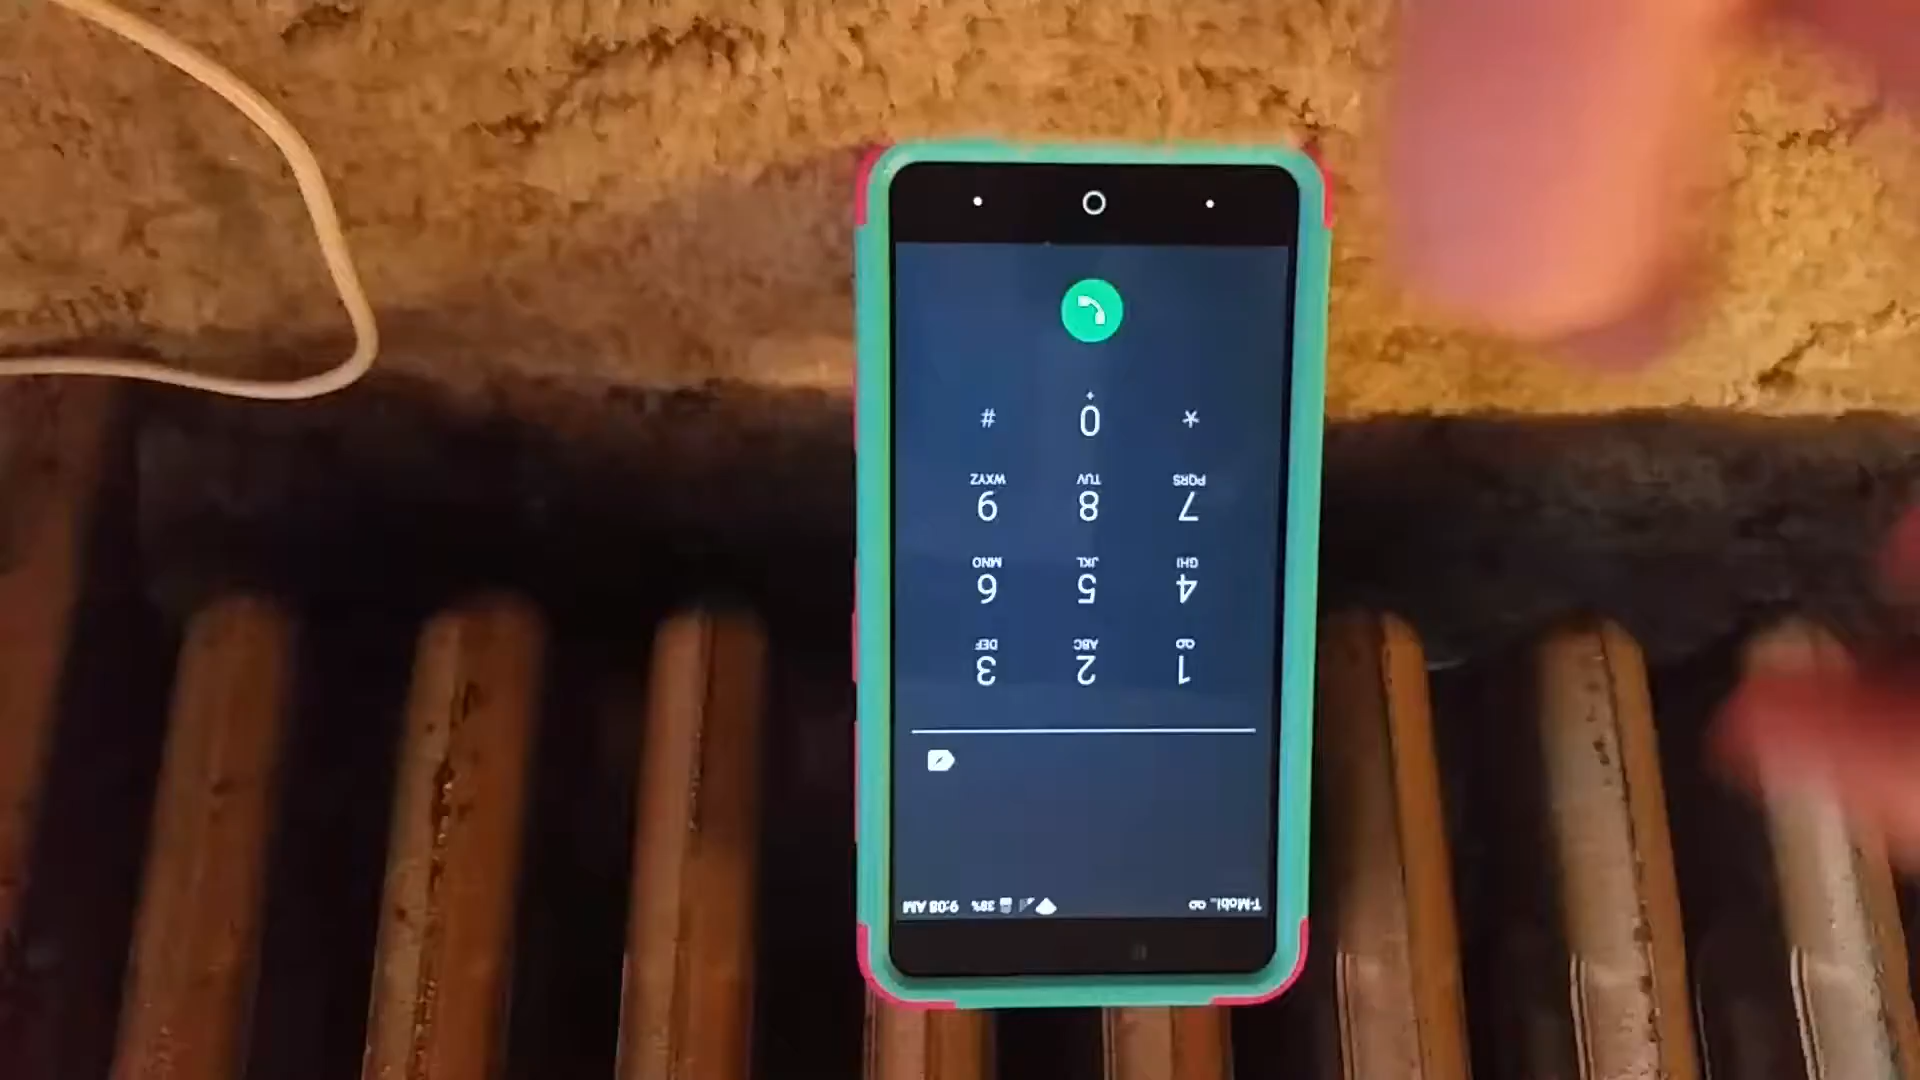 T-Mobi... 38% 9:08 AM
1 2 3
ABC DEF
4 5 6
GHI JKL MNO
7 8 9
PQRS TUV WXYZ
* 0 #
+